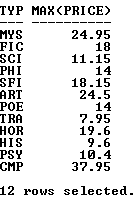 TYP MAX(PRICE)
--- ----------
MYS 24.95
FIC 18
SCI 11.15
PHI 14
SFI 18.15
ART 24.5
POE 14
TRA 7.95
HOR 19.6
HIS 9.6
PSY 10.4
CMP 37.95
12 rows selected.